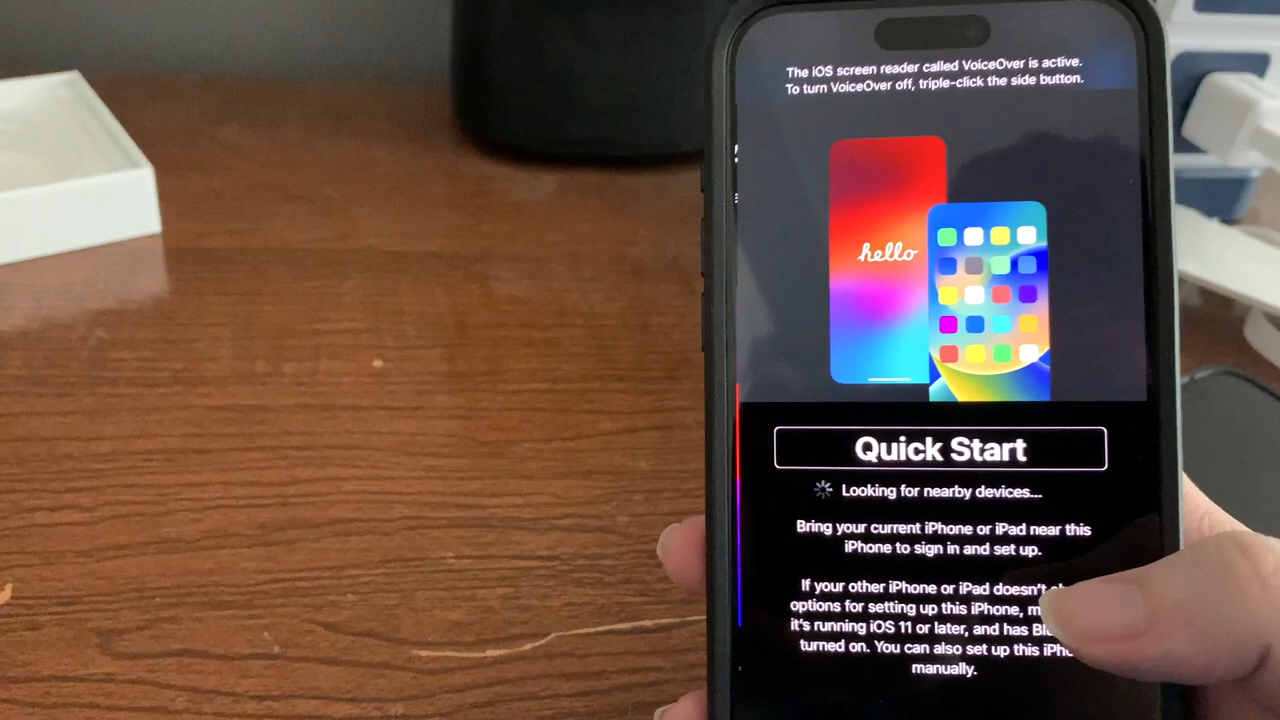 The iOS screen reader called VoiceOver is active.
To turn VoiceOver off, triple-click the side button.
hello
Quick Start
Looking for nearby devices...
Bring your current iPhone or iPad near this
iPhone to sign in and set up.
If your other iPhone or iPad doesn't
options for setting up this iPhone,
it's running iOS 11 or later, and has
turned on. You can also set up this
manually.